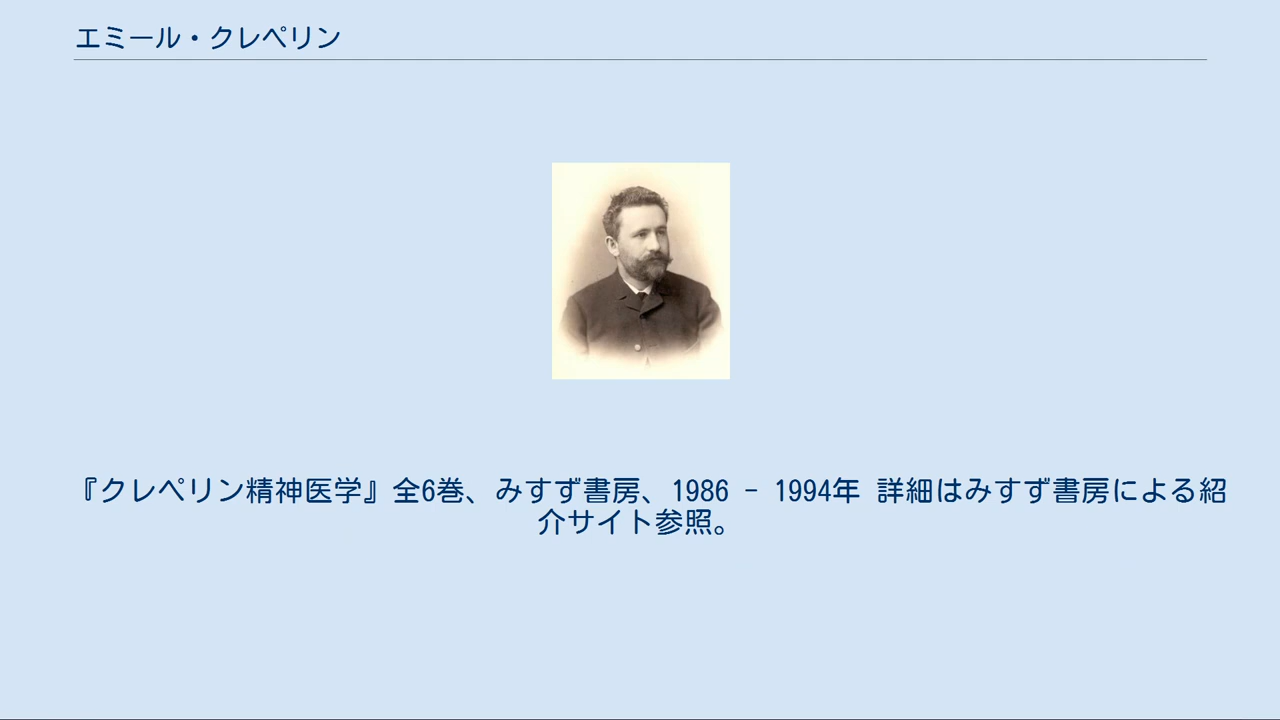 エミール・クレペリン
『クレペリン精神医学』全6巻、みすず書房、1986 - 1994年 詳細はみすず書房による紹
介サイト参照。